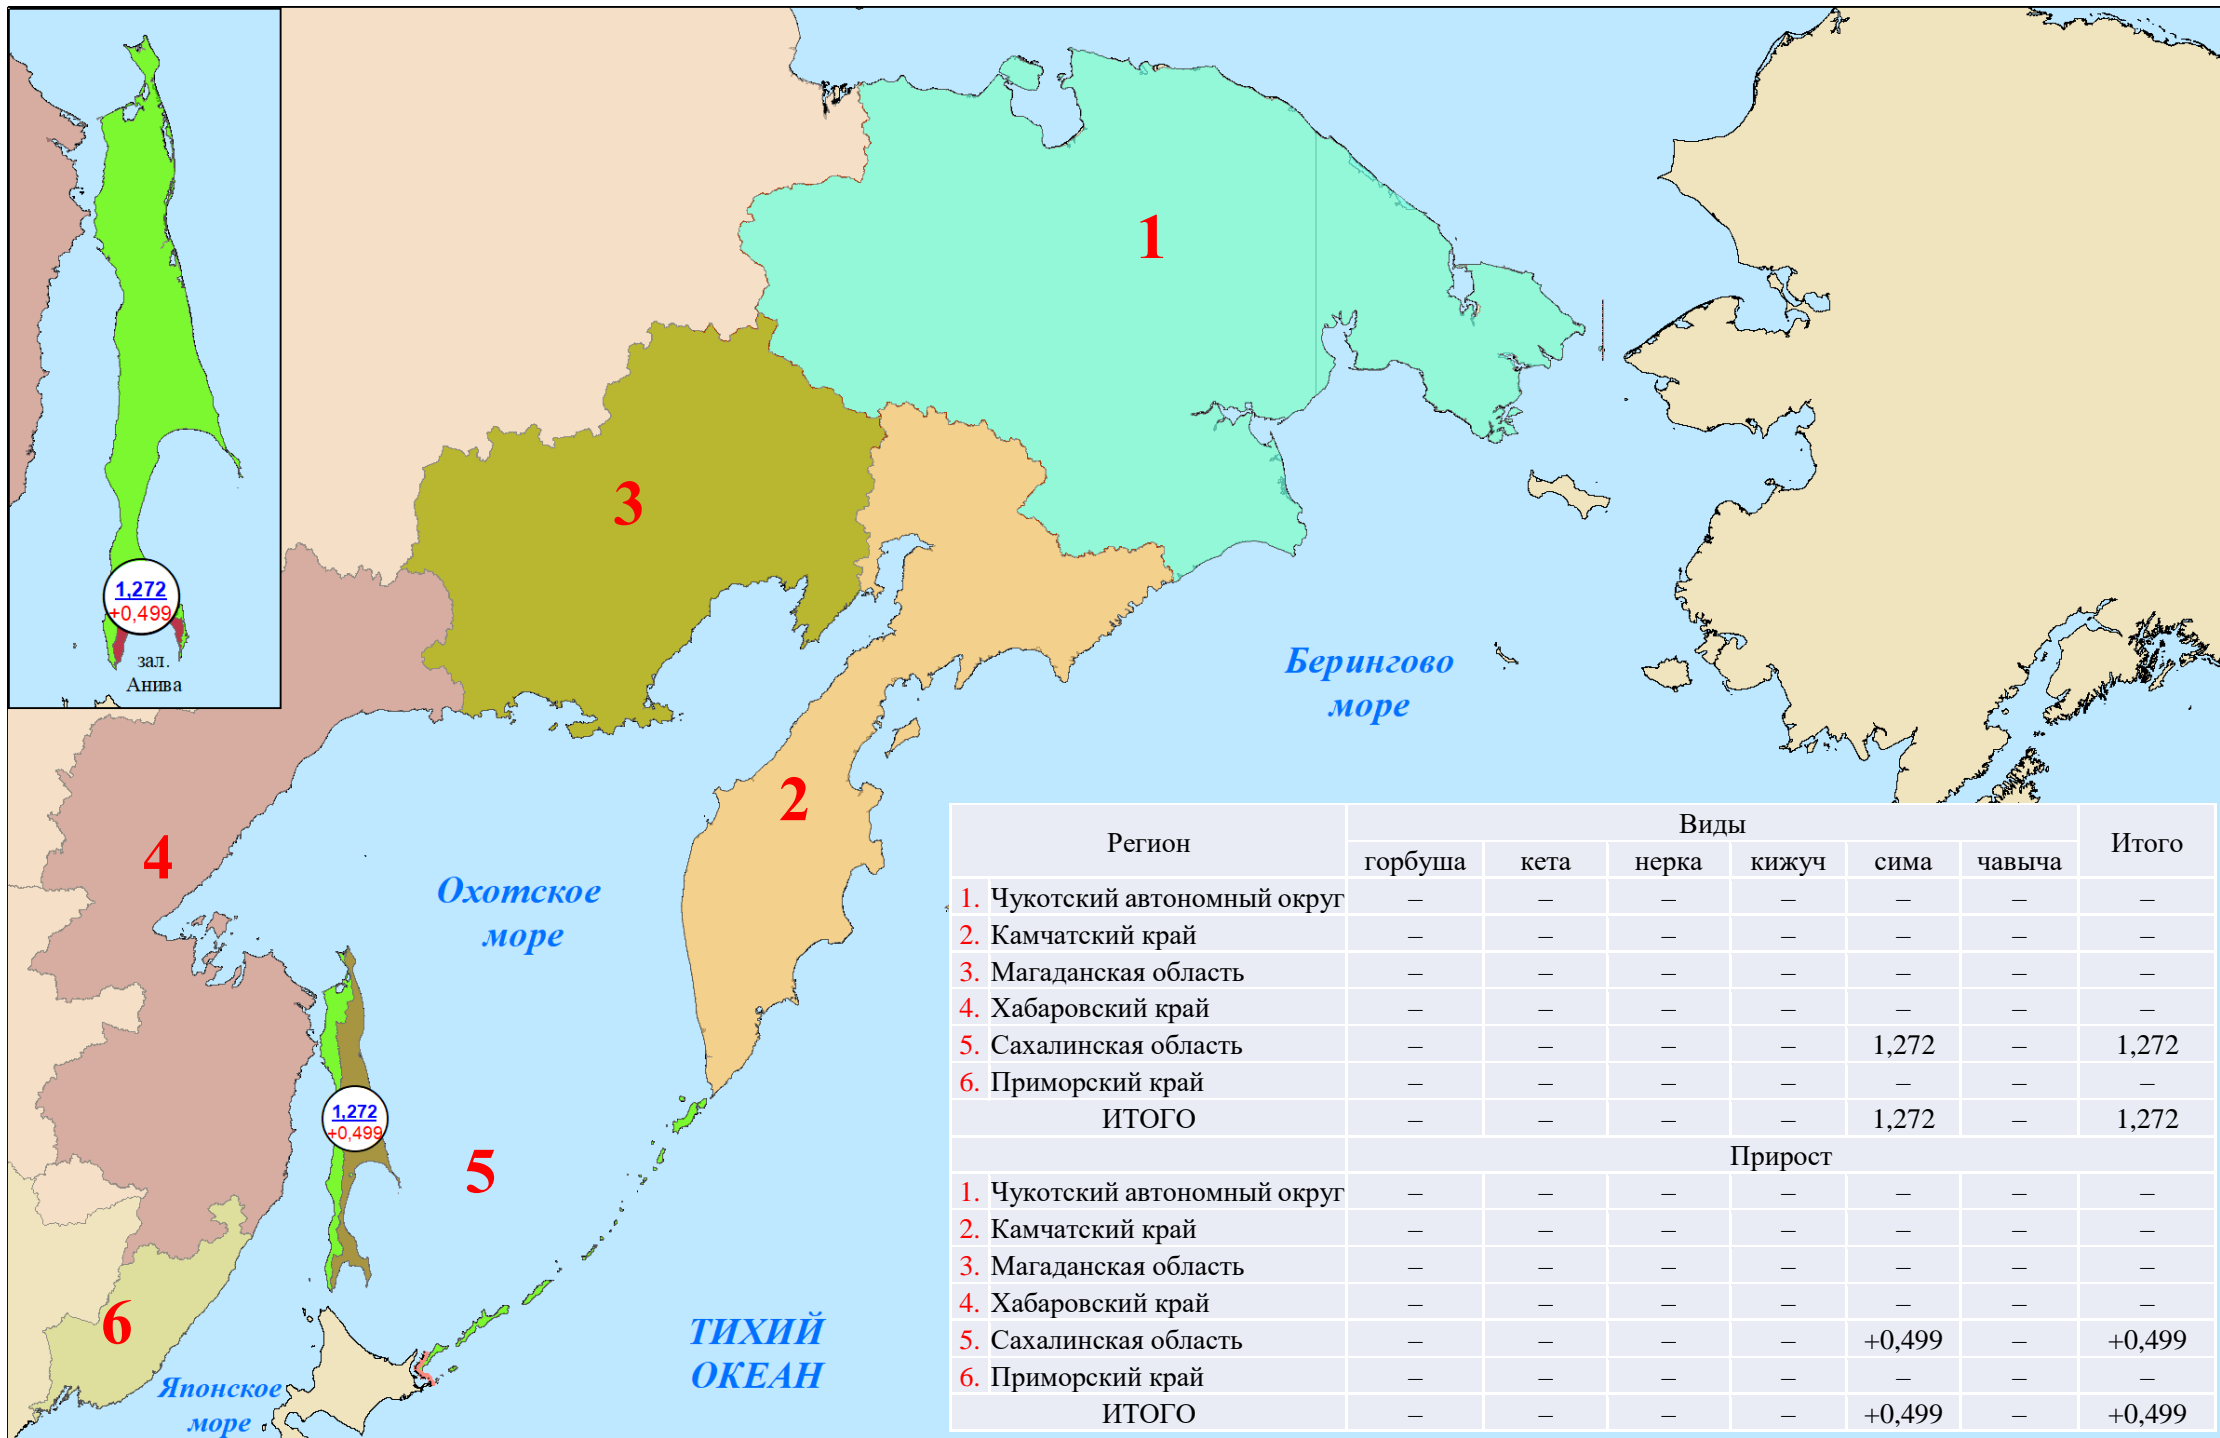 1,272
+0,499
зал.
Анива
1
3
2
4
5
6
Берингово
море
Охотское
море
1,272
+0,499
ТИХИЙ
ОКЕАН
Японское
море
Регион Виды Итого
горбуша кета нерка кижуч сима чавыча
1. Чукотский автономный округ – – – – – – –
2. Камчатский край – – – – – – –
3. Магаданская область – – – – – – –
4. Хабаровский край – – – – – – –
5. Сахалинская область – – – – 1,272 – 1,272
6. Приморский край – – – – – – –
ИТОГО – – – – 1,272 – 1,272
Прирост
1. Чукотский автономный округ – – – – – – –
2. Камчатский край – – – – – – –
3. Магаданская область – – – – – – –
4. Хабаровский край – – – – – – –
5. Сахалинская область – – – – +0,499 – +0,499
6. Приморский край – – – – – – –
ИТОГО – – – – +0,499 – +0,499